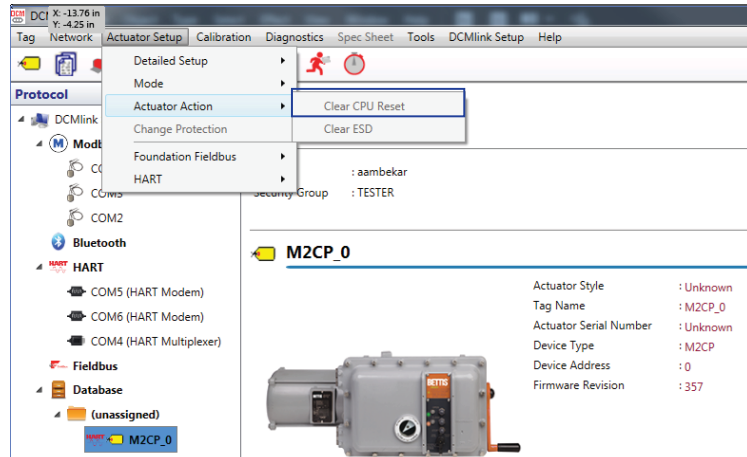 DCM DC
X: -13.76 in
Y: -4.25 in
Tag Network Actuator Setup Calibration Diagnostics Spec Sheet Tools DCMlink Setup Help
Detailed Setup
Mode
Protocol
Actuator Action Clear CPU Reset
DCMlink
Change Protection Clear ESD
M Modb
Foundation Fieldbus
: aambekar
HART
COM3
Security Group : TESTER
COM2
Bluetooth
M2CP_0
HART HART
Actuator Style : Unknown
COM5 (HART Modem)
Tag Name : M2CP_0
COM6 (HART Modem)
Actuator Serial Number : Unknown
COM4 (HART Multiplexer)
Device Type : M2CP
Fieldbus
Device Address : 0
BETTIS
Firmware Revision : 357
Database
(unassigned)
HART M2CP_0